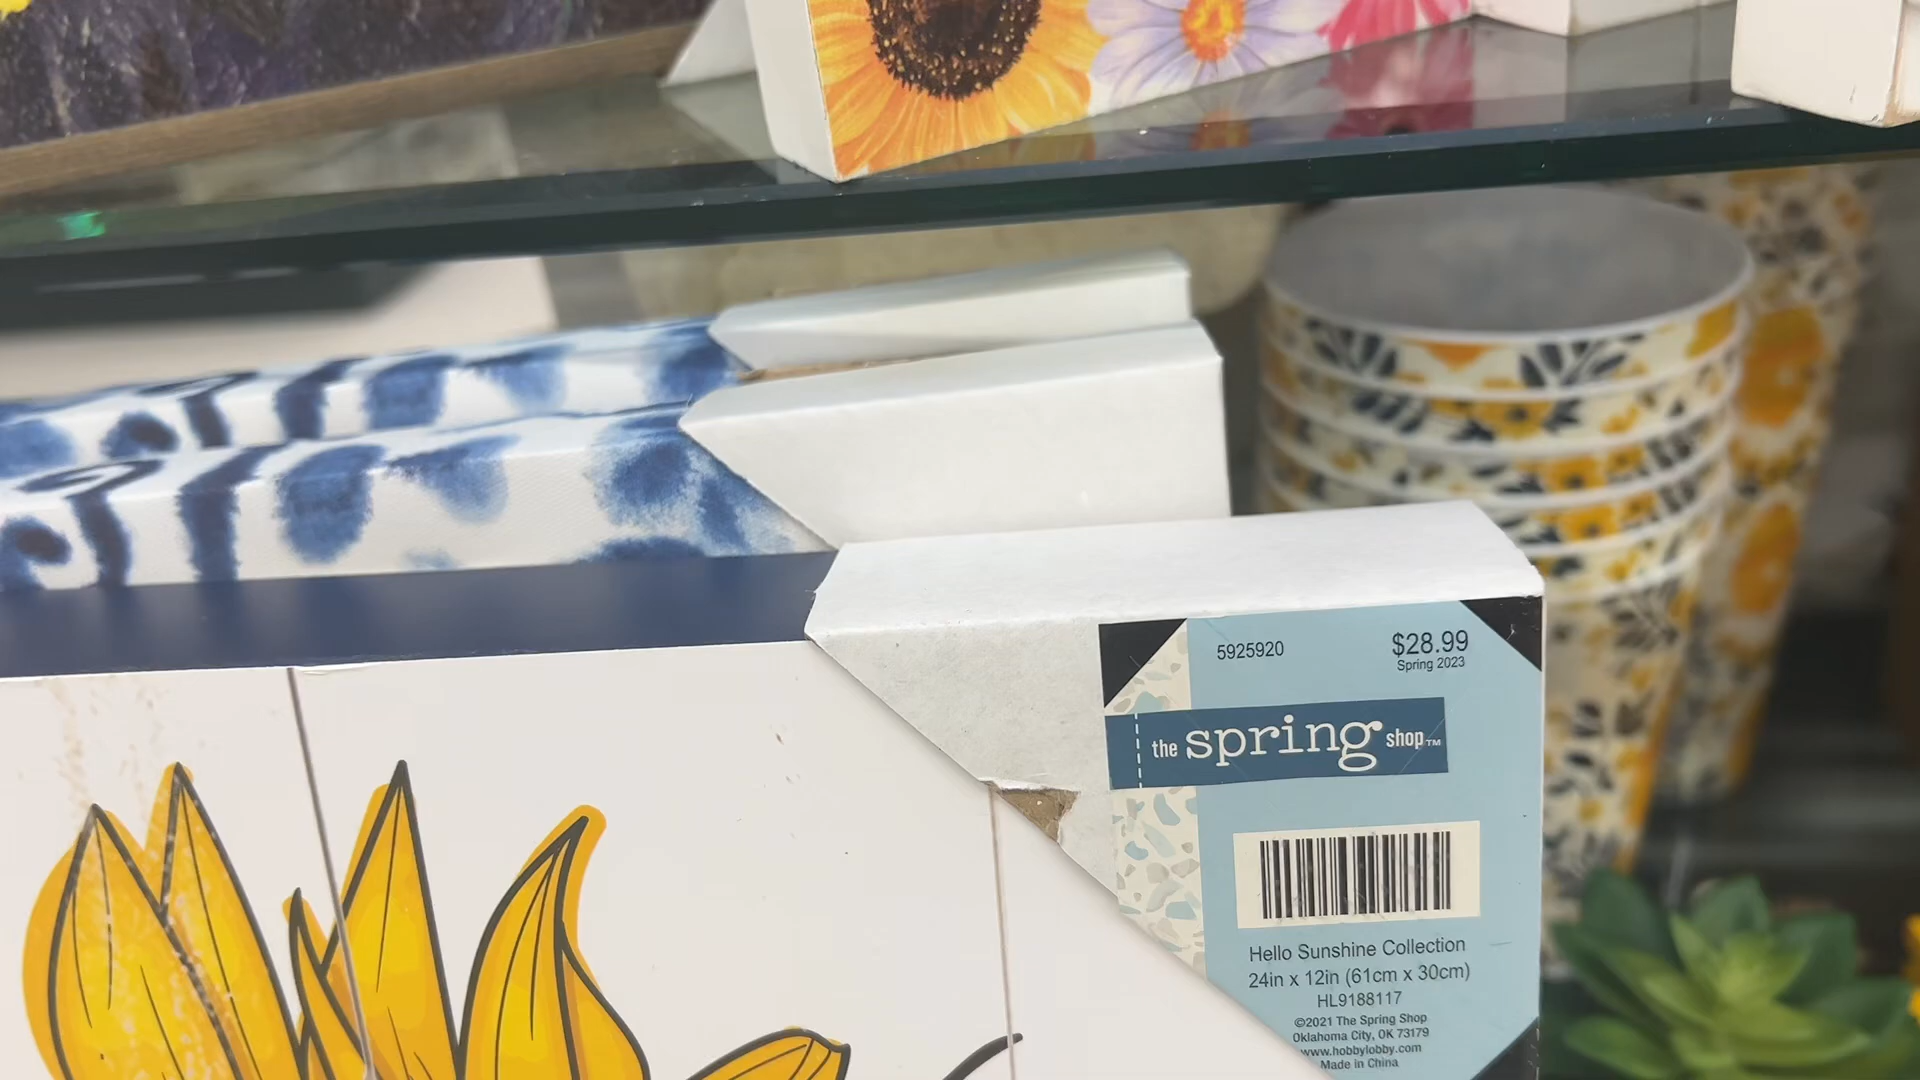 5925920
$28.99
Spring 2023
the spring shop™
Hello Sunshine Collection
24in x 12in (61cm x 30cm)
HL9188117
©2021 The Spring Shop
Oklahoma City, OK 73179
www.hobbylobby.com
Made in China